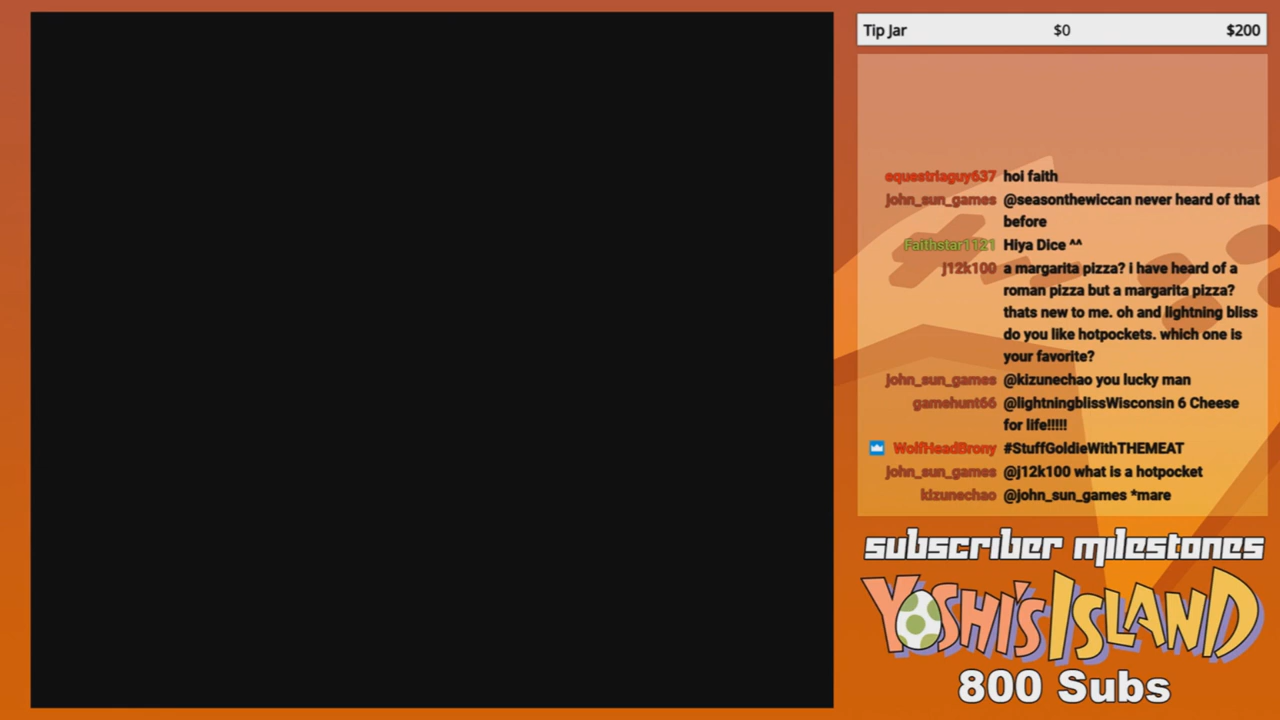 Tip Jar $0 $200
equestriaguy637 hoi faith
john_sun_games @seasonthewiccan never heard of that
before
Faithstar1121 Hiya Dice ^^
j12k100 a margarita pizza? i have heard of a
roman pizza but a margarita pizza?
thats new to me. oh and lightning bliss
do you like hotpockets. which one is
your favorite?
john_sun_games @kizunechao you lucky man
gamehunt66 @lightningblissWisconsin 6 Cheese
for life!!!!!
WolfHeadBrony #StuffGoldieWithTHEMEAT
john_sun_games @j12k100 what is a hotpocket
kizunechao @john_sun_games *mare
subscriber milestones
YOSHI'S ISLAND
800 Subs